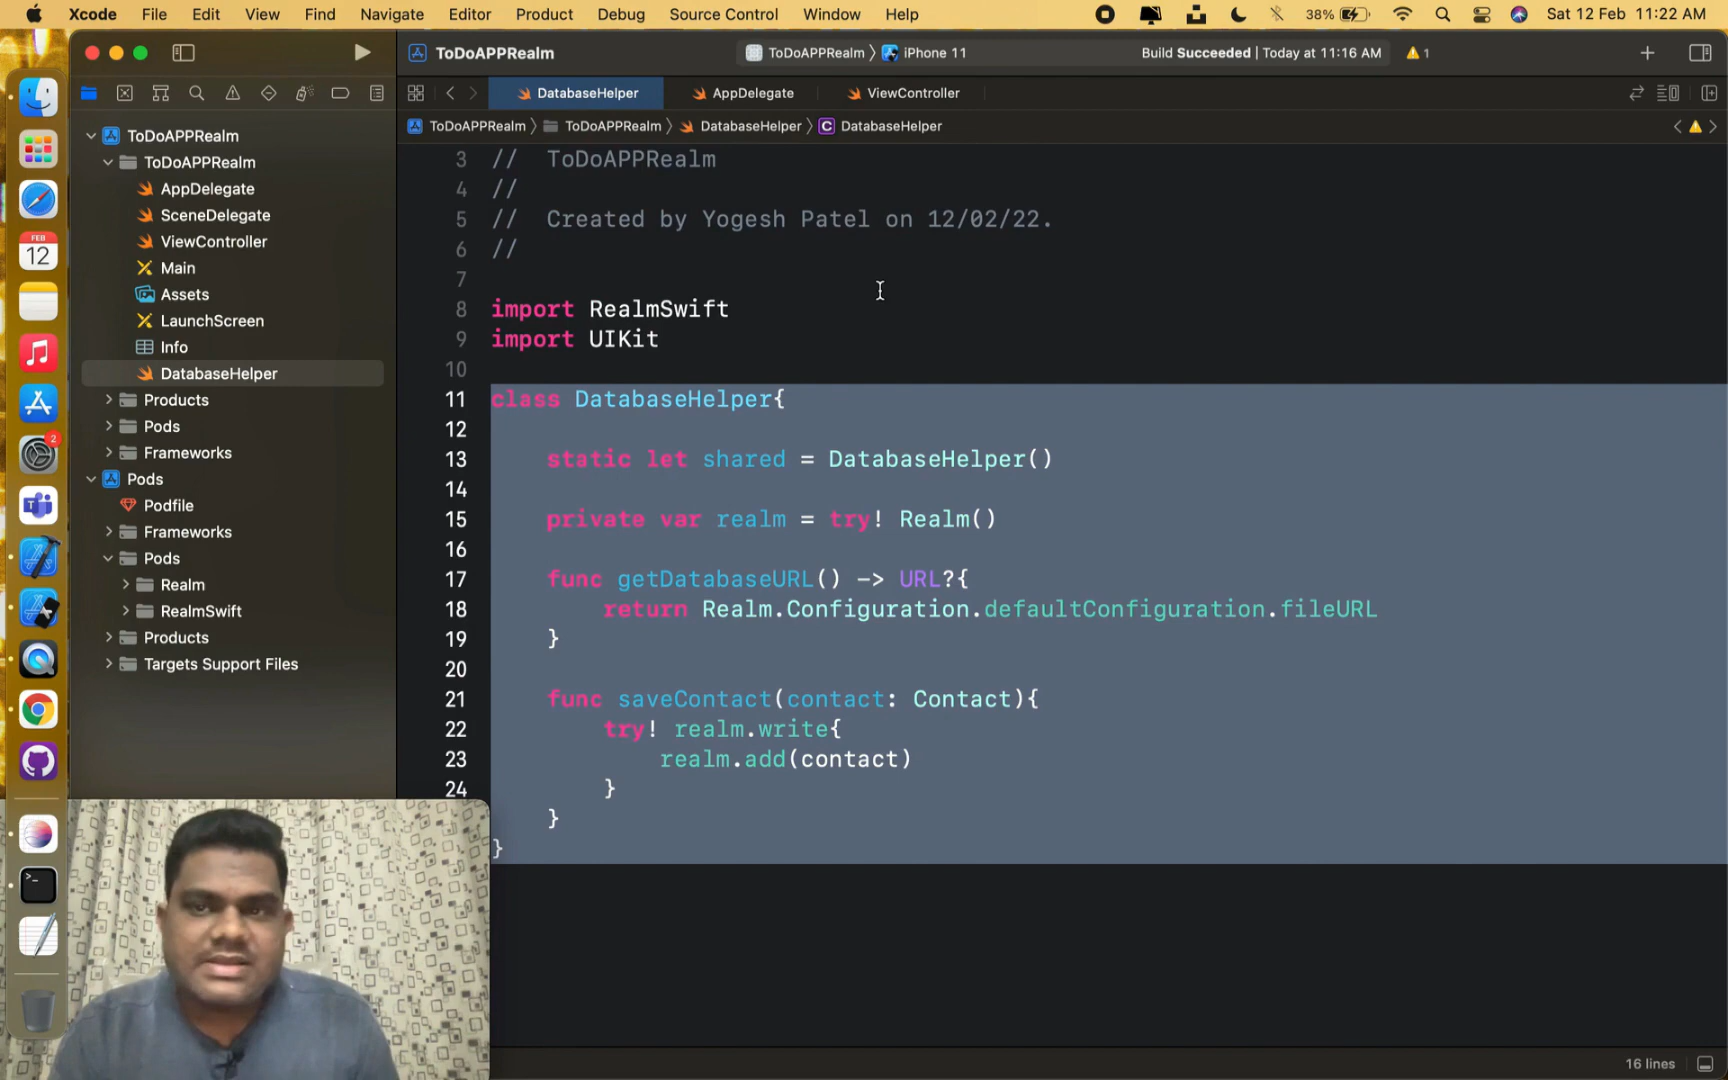 Xcode File Edit View Find Navigate Editor Product Debug Source Control Window Help 38% Sat 12 Feb 11:22 AM
ToDoAPPRealm ToDoAPPRealm 〉 iPhone 11 Build Succeeded | Today at 11:16 AM 1
DatabaseHelper AppDelegate ViewController
ToDoAPPRealm 〉 ToDoAPPRealm 〉 DatabaseHelper 〉 C DatabaseHelper
ToDoAPPRealm
ToDoAPPRealm
AppDelegate
SceneDelegate
ViewController
Main
Assets
LaunchScreen
Info
DatabaseHelper
Products
Pods
Frameworks
Pods
Podfile
Frameworks
Pods
Realm
RealmSwift
Products
Targets Support Files
FEB
12
2
3 // ToDoAPPRealm
4 //
5 // Created by Yogesh Patel on 12/02/22.
6 //
7
8 import RealmSwift
9 import UIKit
10
11 class DatabaseHelper{
12
13 static let shared = DatabaseHelper()
14
15 private var realm = try! Realm()
16
17 func getDatabaseURL() -> URL?{
18 return Realm.Configuration.defaultConfiguration.fileURL
19 }
20
21 func saveContact(contact: Contact){
22 try! realm.write{
23 realm.add(contact)
24 }
}
}
16 lines